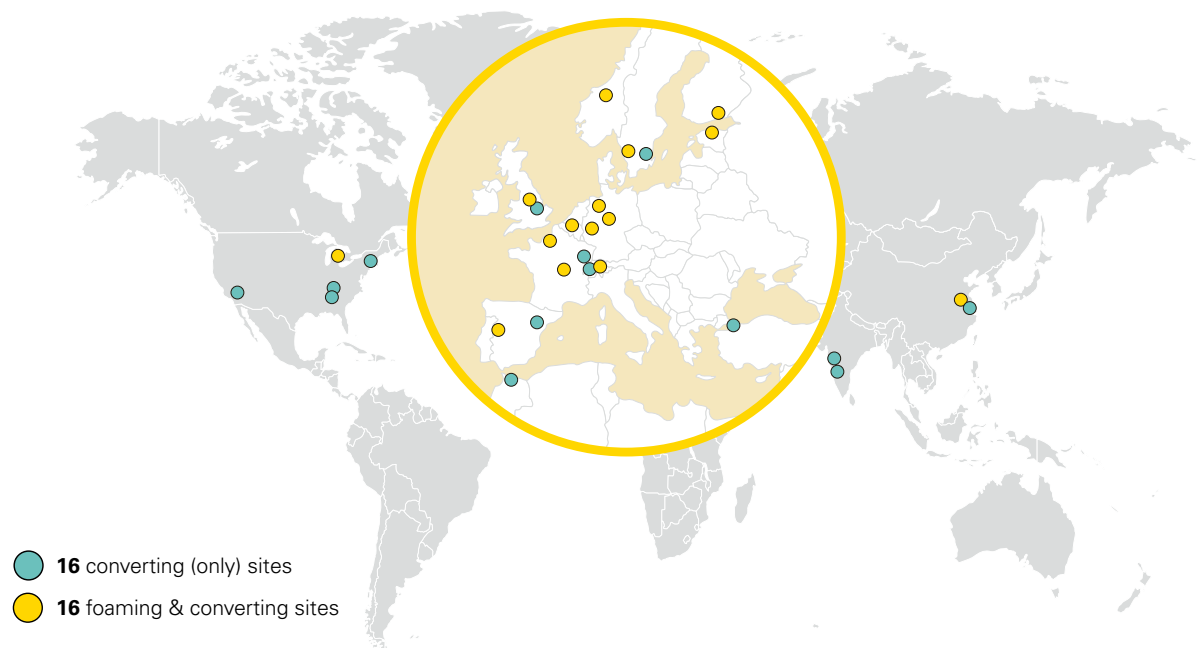 16 converting (only) sites
16 foaming & converting sites